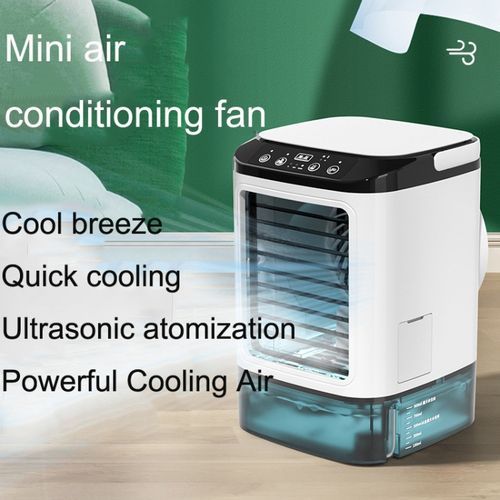 Mini air
conditioning fan
Cool breeze
Quick cooling
Ultrasonic atomization
Powerful Cooling Air